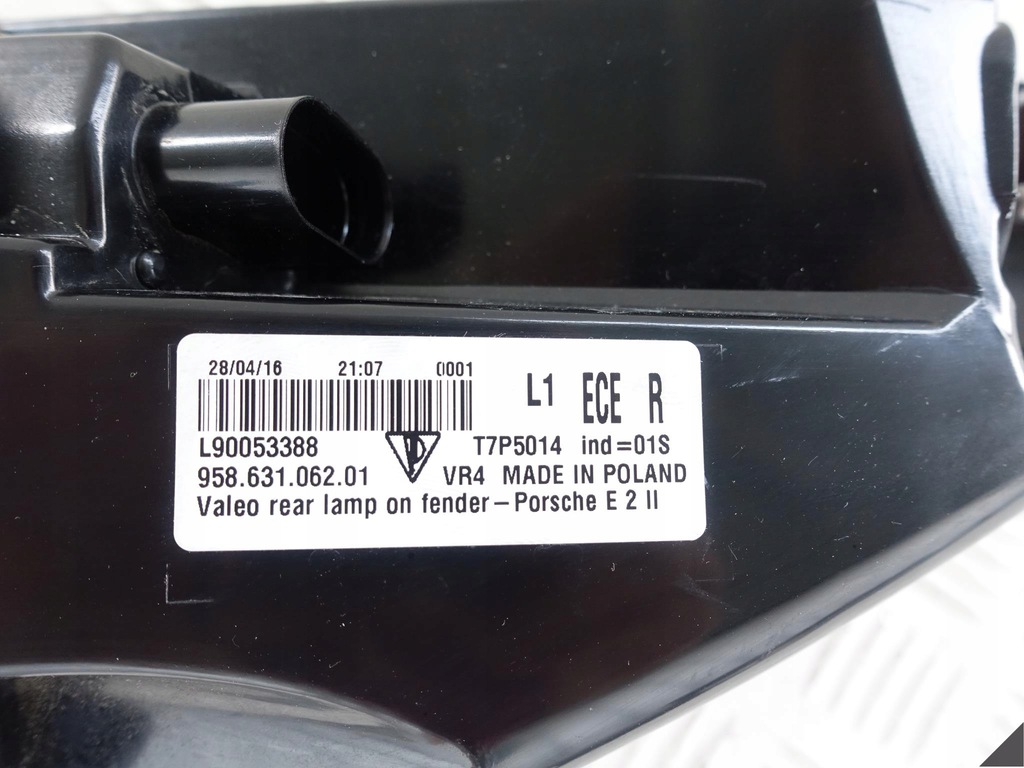 28/04/16 21:07 0001
L1 ECE R
L90053388 T7P5014 ind=01S
958.631.062.01 VR4 MADE IN POLAND
Valeo rear lamp on fender-Porsche E 2 II